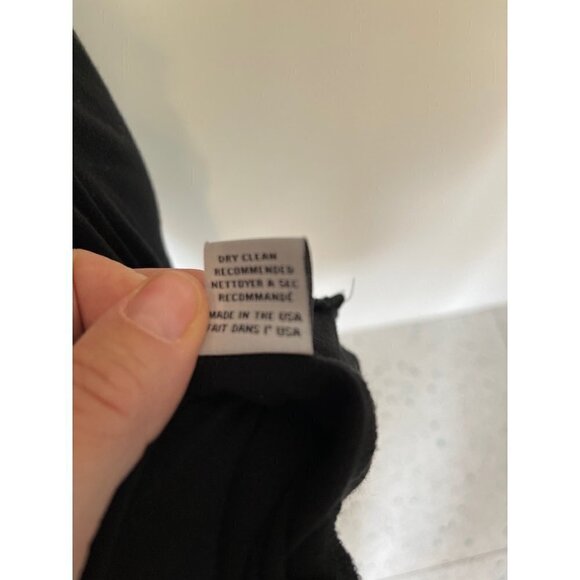 DRY CLEAN
RECOMMENDED
NETTOYER A SEC
RECOMMANDÉ
MADE IN THE USA
FAIT DANS l' USA